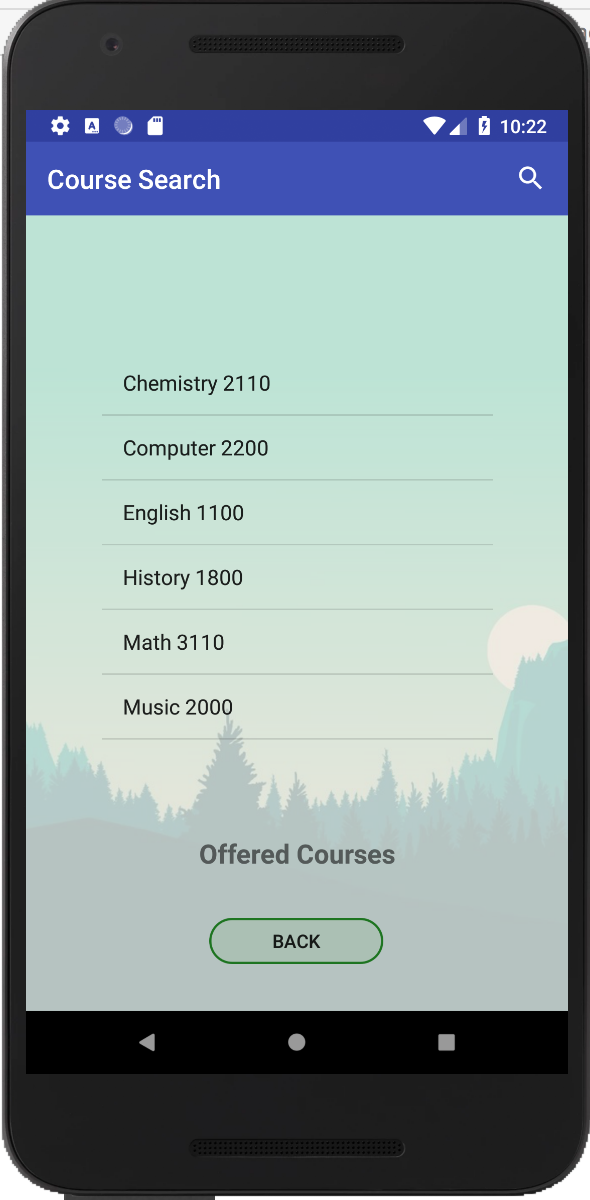 10:22
Course Search
Chemistry 2110
Computer 2200
English 1100
History 1800
Math 3110
Music 2000
Offered Courses
BACK